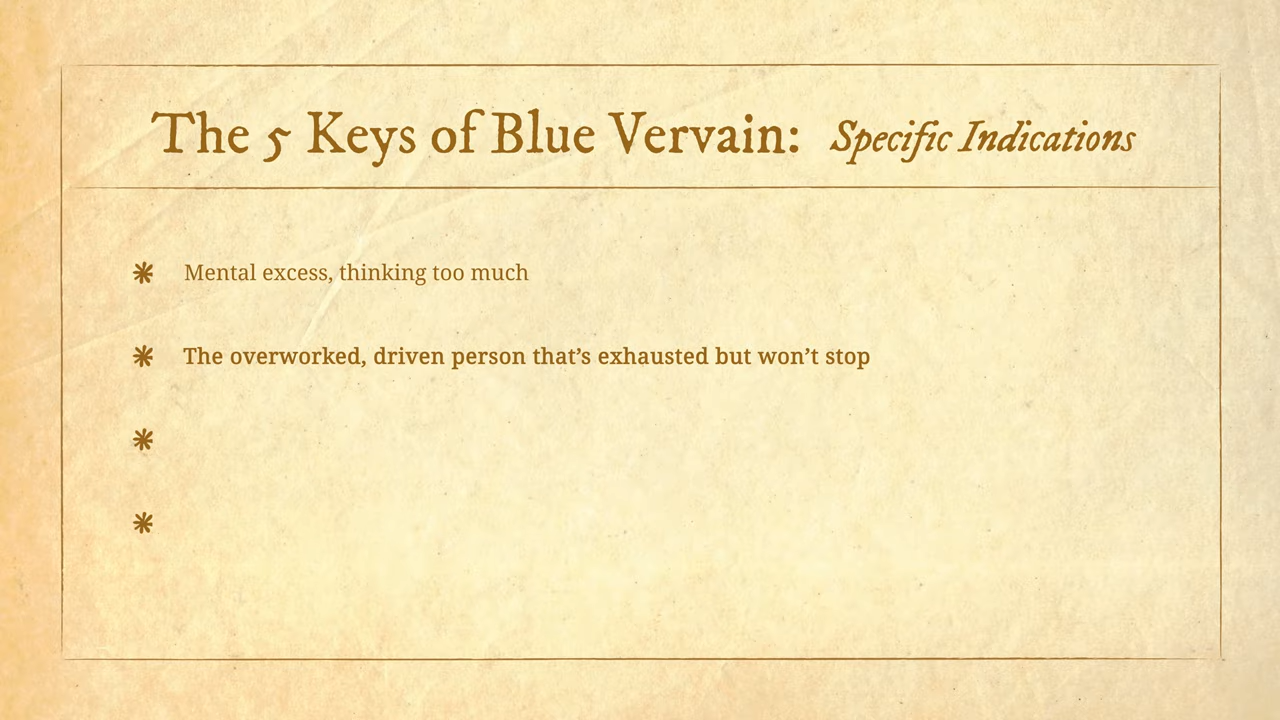 The 5 Keys of Blue Vervain: Specific Indications
Mental excess, thinking too much
The overworked, driven person that’s exhausted but won’t stop